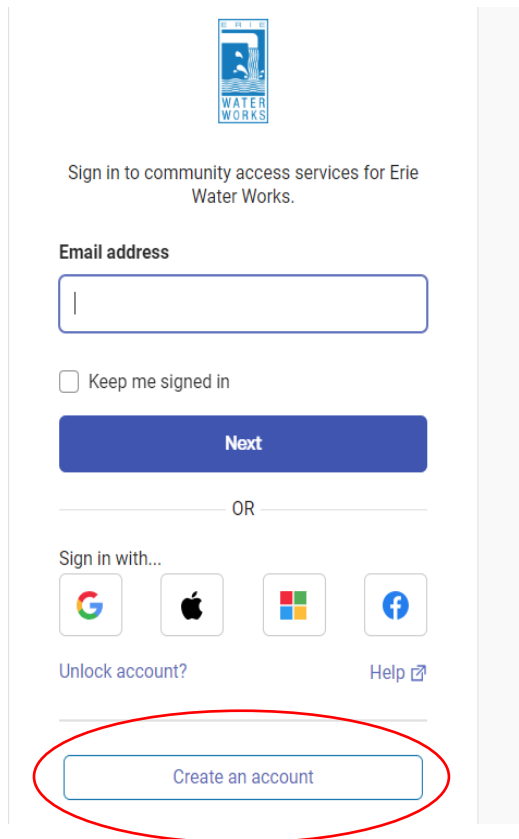 ERIE
WATER
WORKS
Sign in to community access services for Erie
Water Works.
Email address
Keep me signed in
Next
OR
Sign in with...
Unlock account?
Help
Create an account